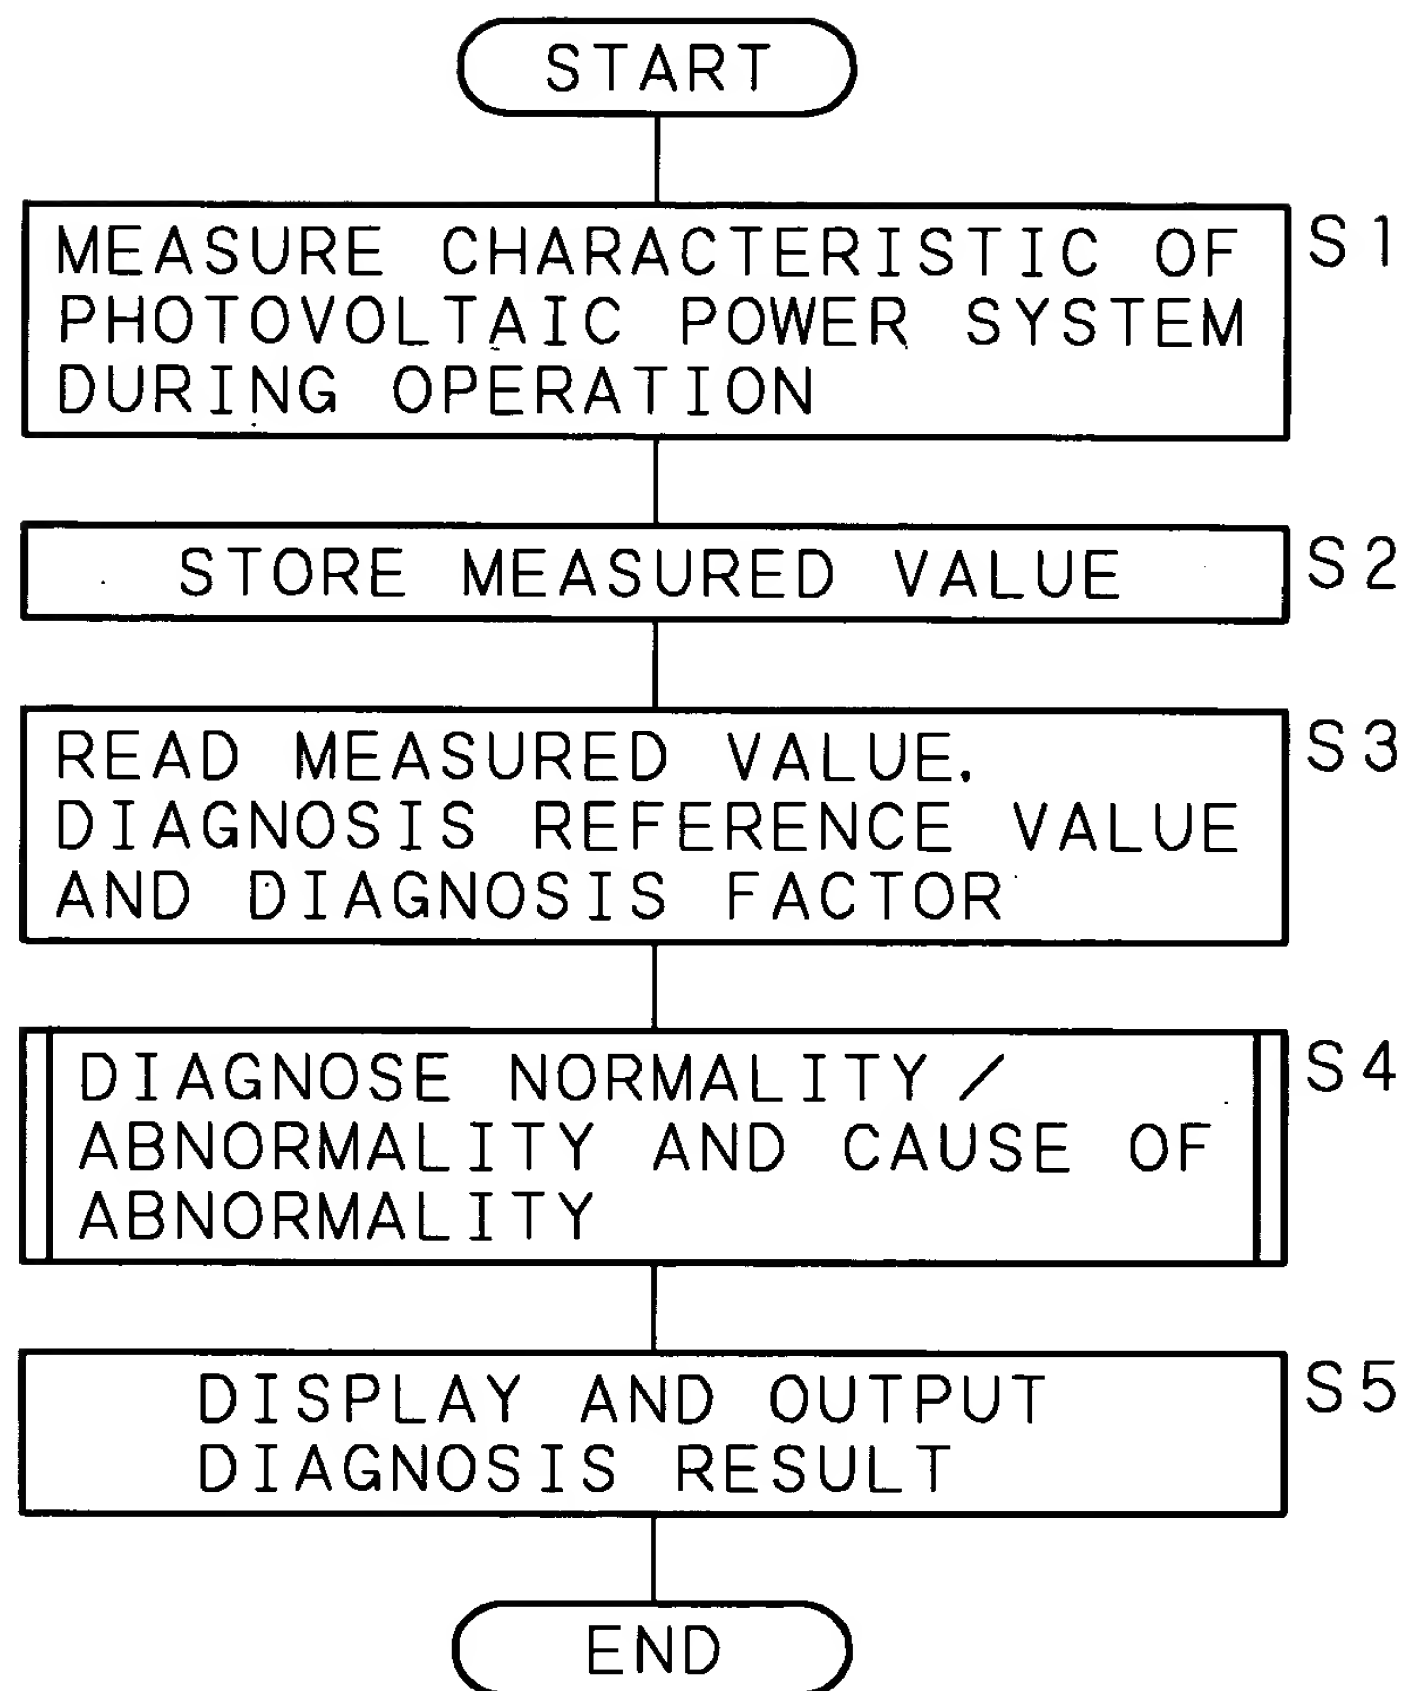 START
MEASURE CHARACTERISTIC OF S1
PHOTOVOLTAIC POWER SYSTEM
DURING OPERATION
STORE MEASURED VALUE S2
READ MEASURED VALUE, S3
DIAGNOSIS REFERENCE VALUE
AND DIAGNOSIS FACTOR
DIAGNOSE NORMALITY/ S4
ABNORMALITY AND CAUSE OF
ABNORMALITY
DISPLAY AND OUTPUT S5
DIAGNOSIS RESULT
END